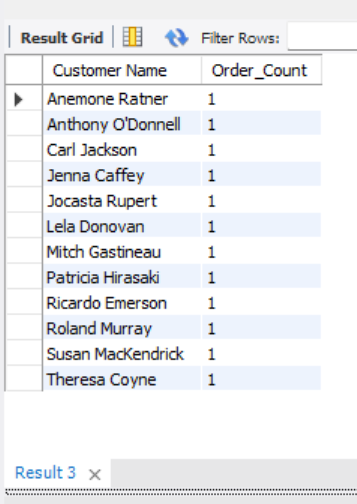 Result Grid Filter Rows:
Customer Name Order_Count
Anemone Ratner 1
Anthony O'Donnell 1
Carl Jackson 1
Jenna Caffey 1
Jocasta Rupert 1
Lela Donovan 1
Mitch Gastineau 1
Patricia Hirasaki 1
Ricardo Emerson 1
Roland Murray 1
Susan MacKendrick 1
Theresa Coyne 1
Result 3